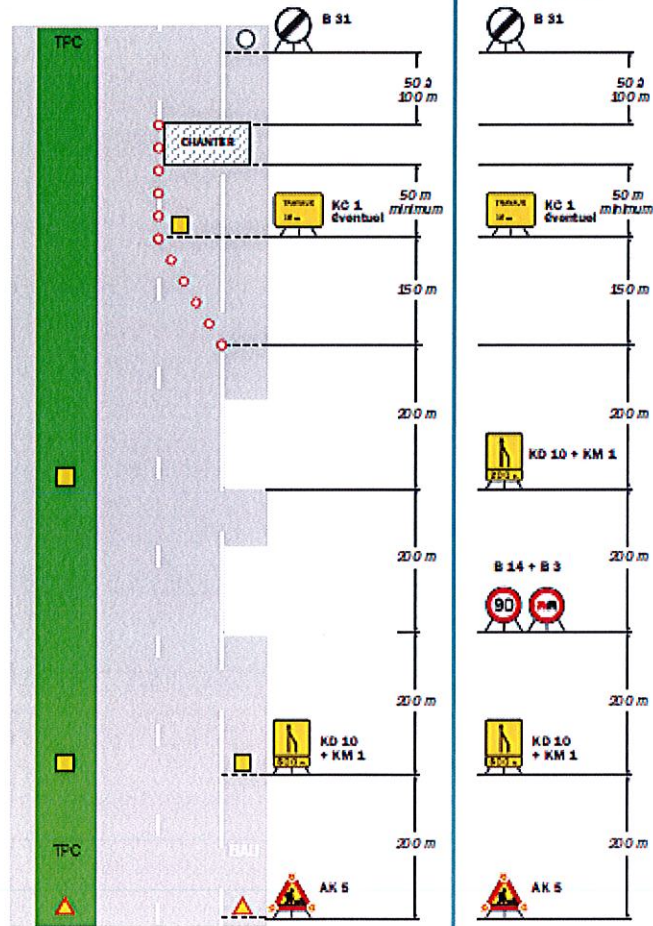 TPC
B 31
B 31
50 à
100 m
50 à
100 m
CHANTIER
KC 1
éventuel
50 m
minimum
KC 1
éventuel
50 m
minimum
150 m
150 m
200 m
200 m
KD 10 + KM 1
200 m
200 m
B 14 + B 3
90
200 m
200 m
KD 10
+ KM 1
KD 10
+ KM 1
TPC
BAU
200 m
200 m
AK 5
AK 5